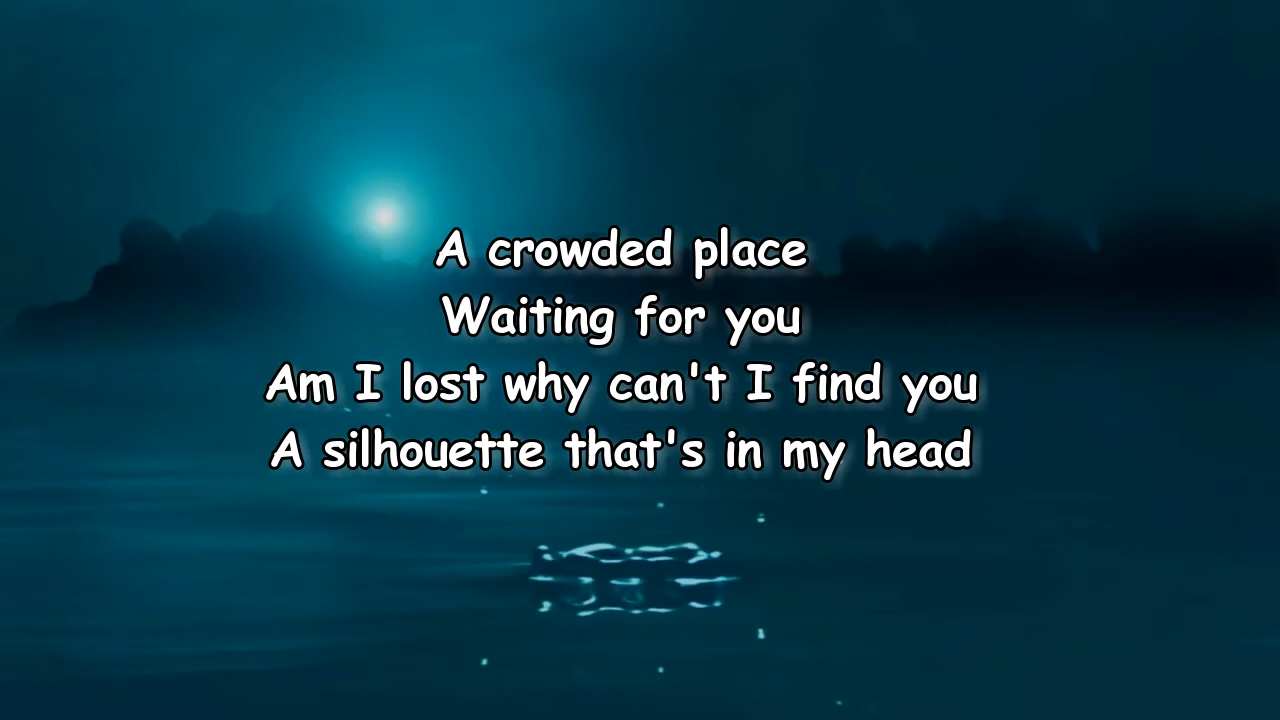 A crowded place
Waiting for you
Am I lost why can't I find you
A silhouette that's in my head